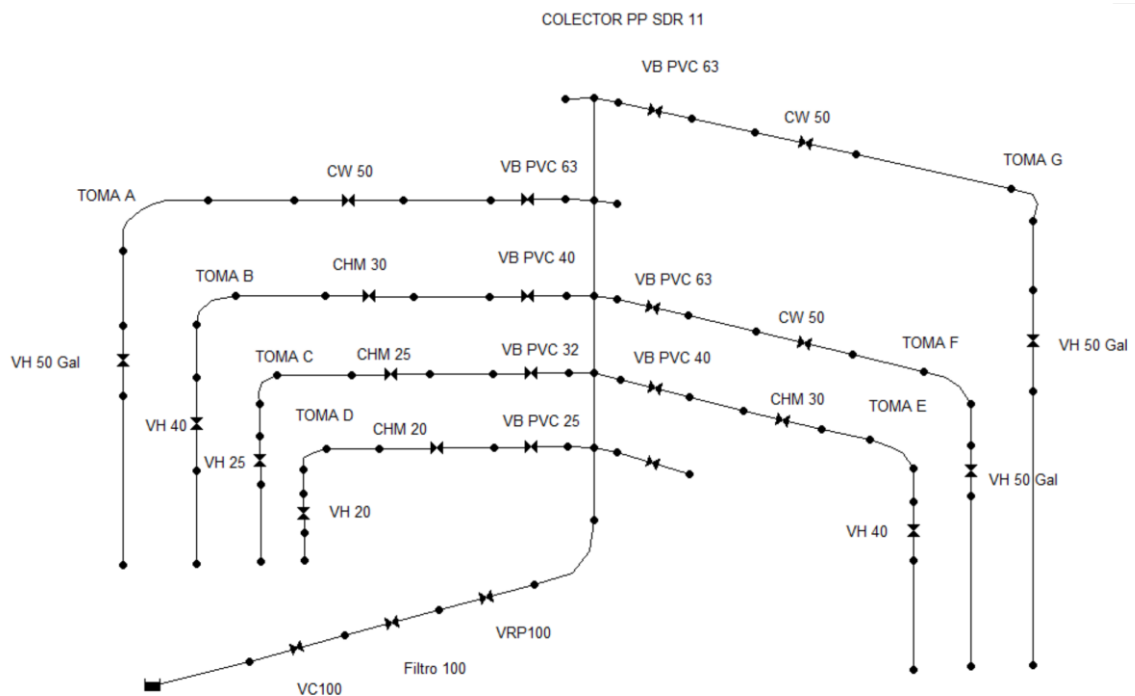 COLECTOR PP SDR 11
VB PVC 63
CW 50
TOMA G
CW 50
VB PVC 63
TOMA A
TOMA B
CHM 30
VB PVC 40
VB PVC 63
CW 50
VH 50 Gal
TOMA C
CHM 25
VB PVC 32
VB PVC 40
TOMA F
VH 50 Gal
CHM 30
TOMA E
TOMA D
CHM 20
VB PVC 25
VH 40
VH 25
VH 50 Gal
VH 20
VH 40
VRP100
Filtro 100
VC100